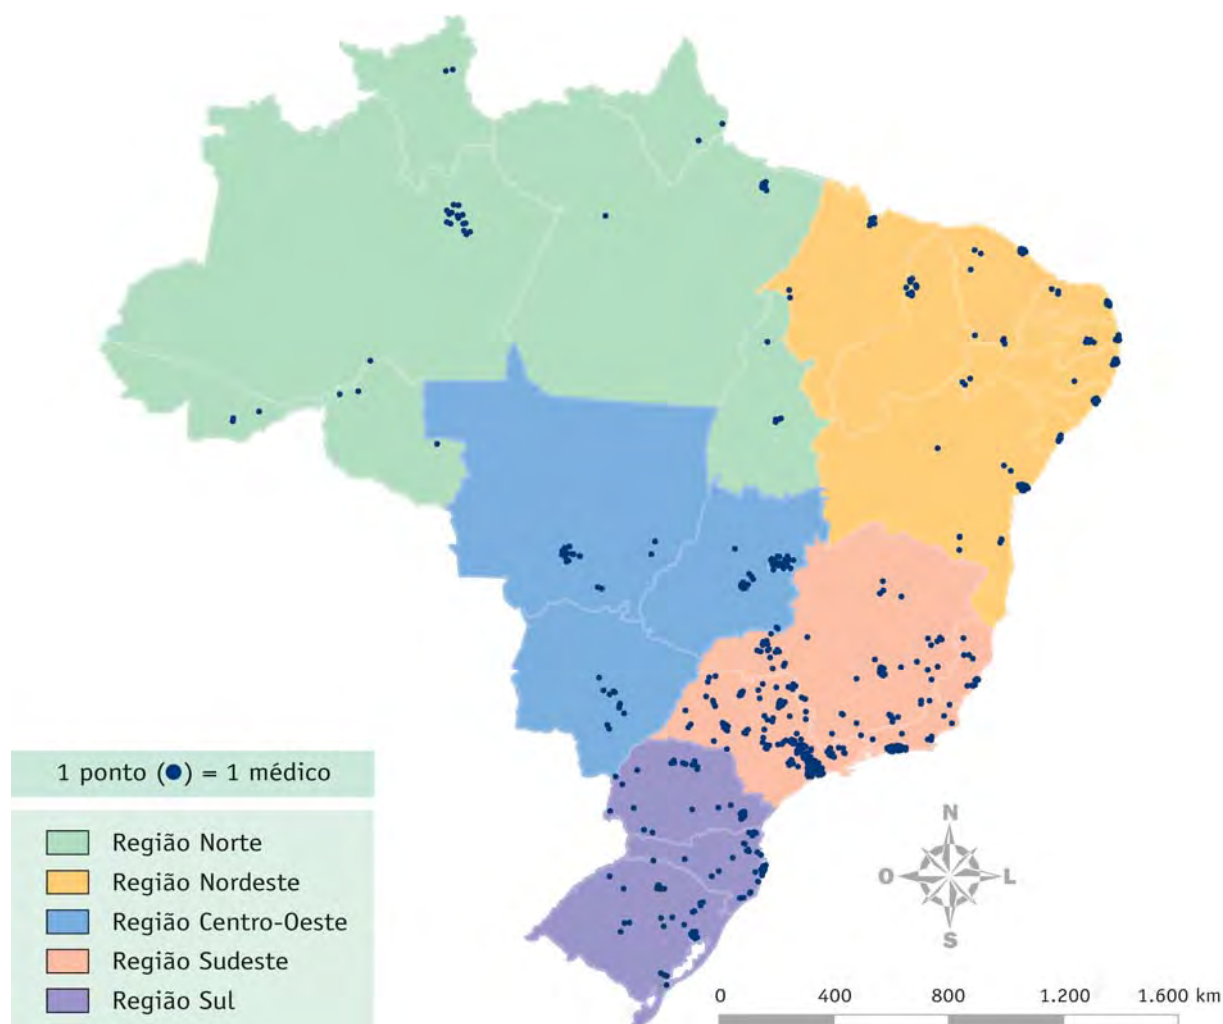 1 ponto (●) = 1 médico
Região Norte
Região Nordeste
Região Centro-Oeste
Região Sudeste
Região Sul
N
O L
S
0 400 800 1.200 1.600 km